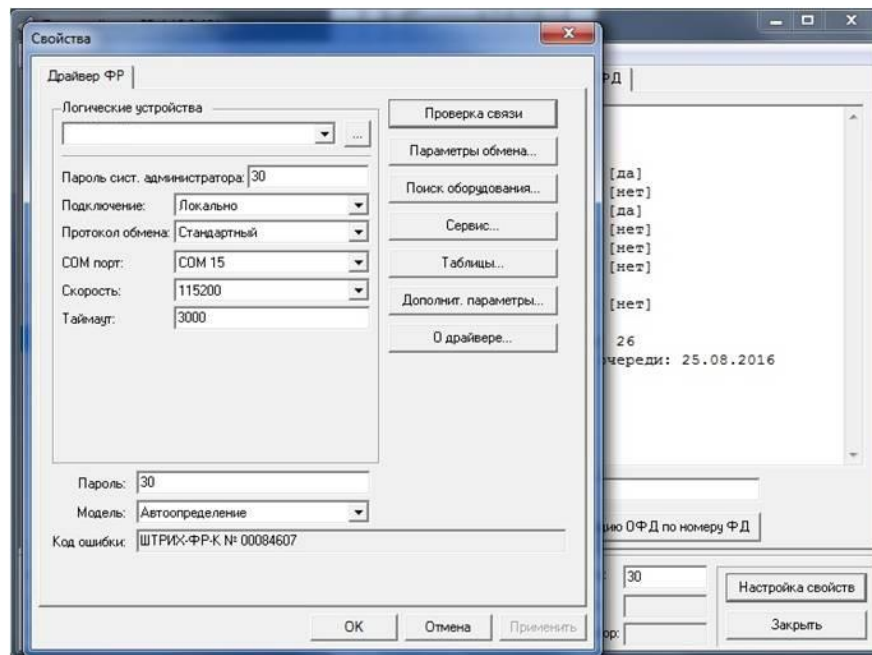 Свойства
Драйвер ФР
Логические устройства
...
Пароль сист. администратора: 30
Подключение: Локально
Протокол обмена: Стандартный
COM порт: COM 15
Скорость: 115200
Таймаут: 3000
Проверка связи
Параметры обмена...
Поиск оборудования...
Сервис...
Таблицы...
Дополнит. параметры...
О драйвере...
Пароль: 30
Модель: Автоопределение
Код ошибки: ШТРИХ-ФР-К № 00084607
OK
Отмена
Применить
РД
[да]
[нет]
[да]
[нет]
[нет]
[нет]
[нет]
26
очереди: 25.08.2016
цию ОФД по номеру ФД
30
ор:
Настройка свойств
Закрыть